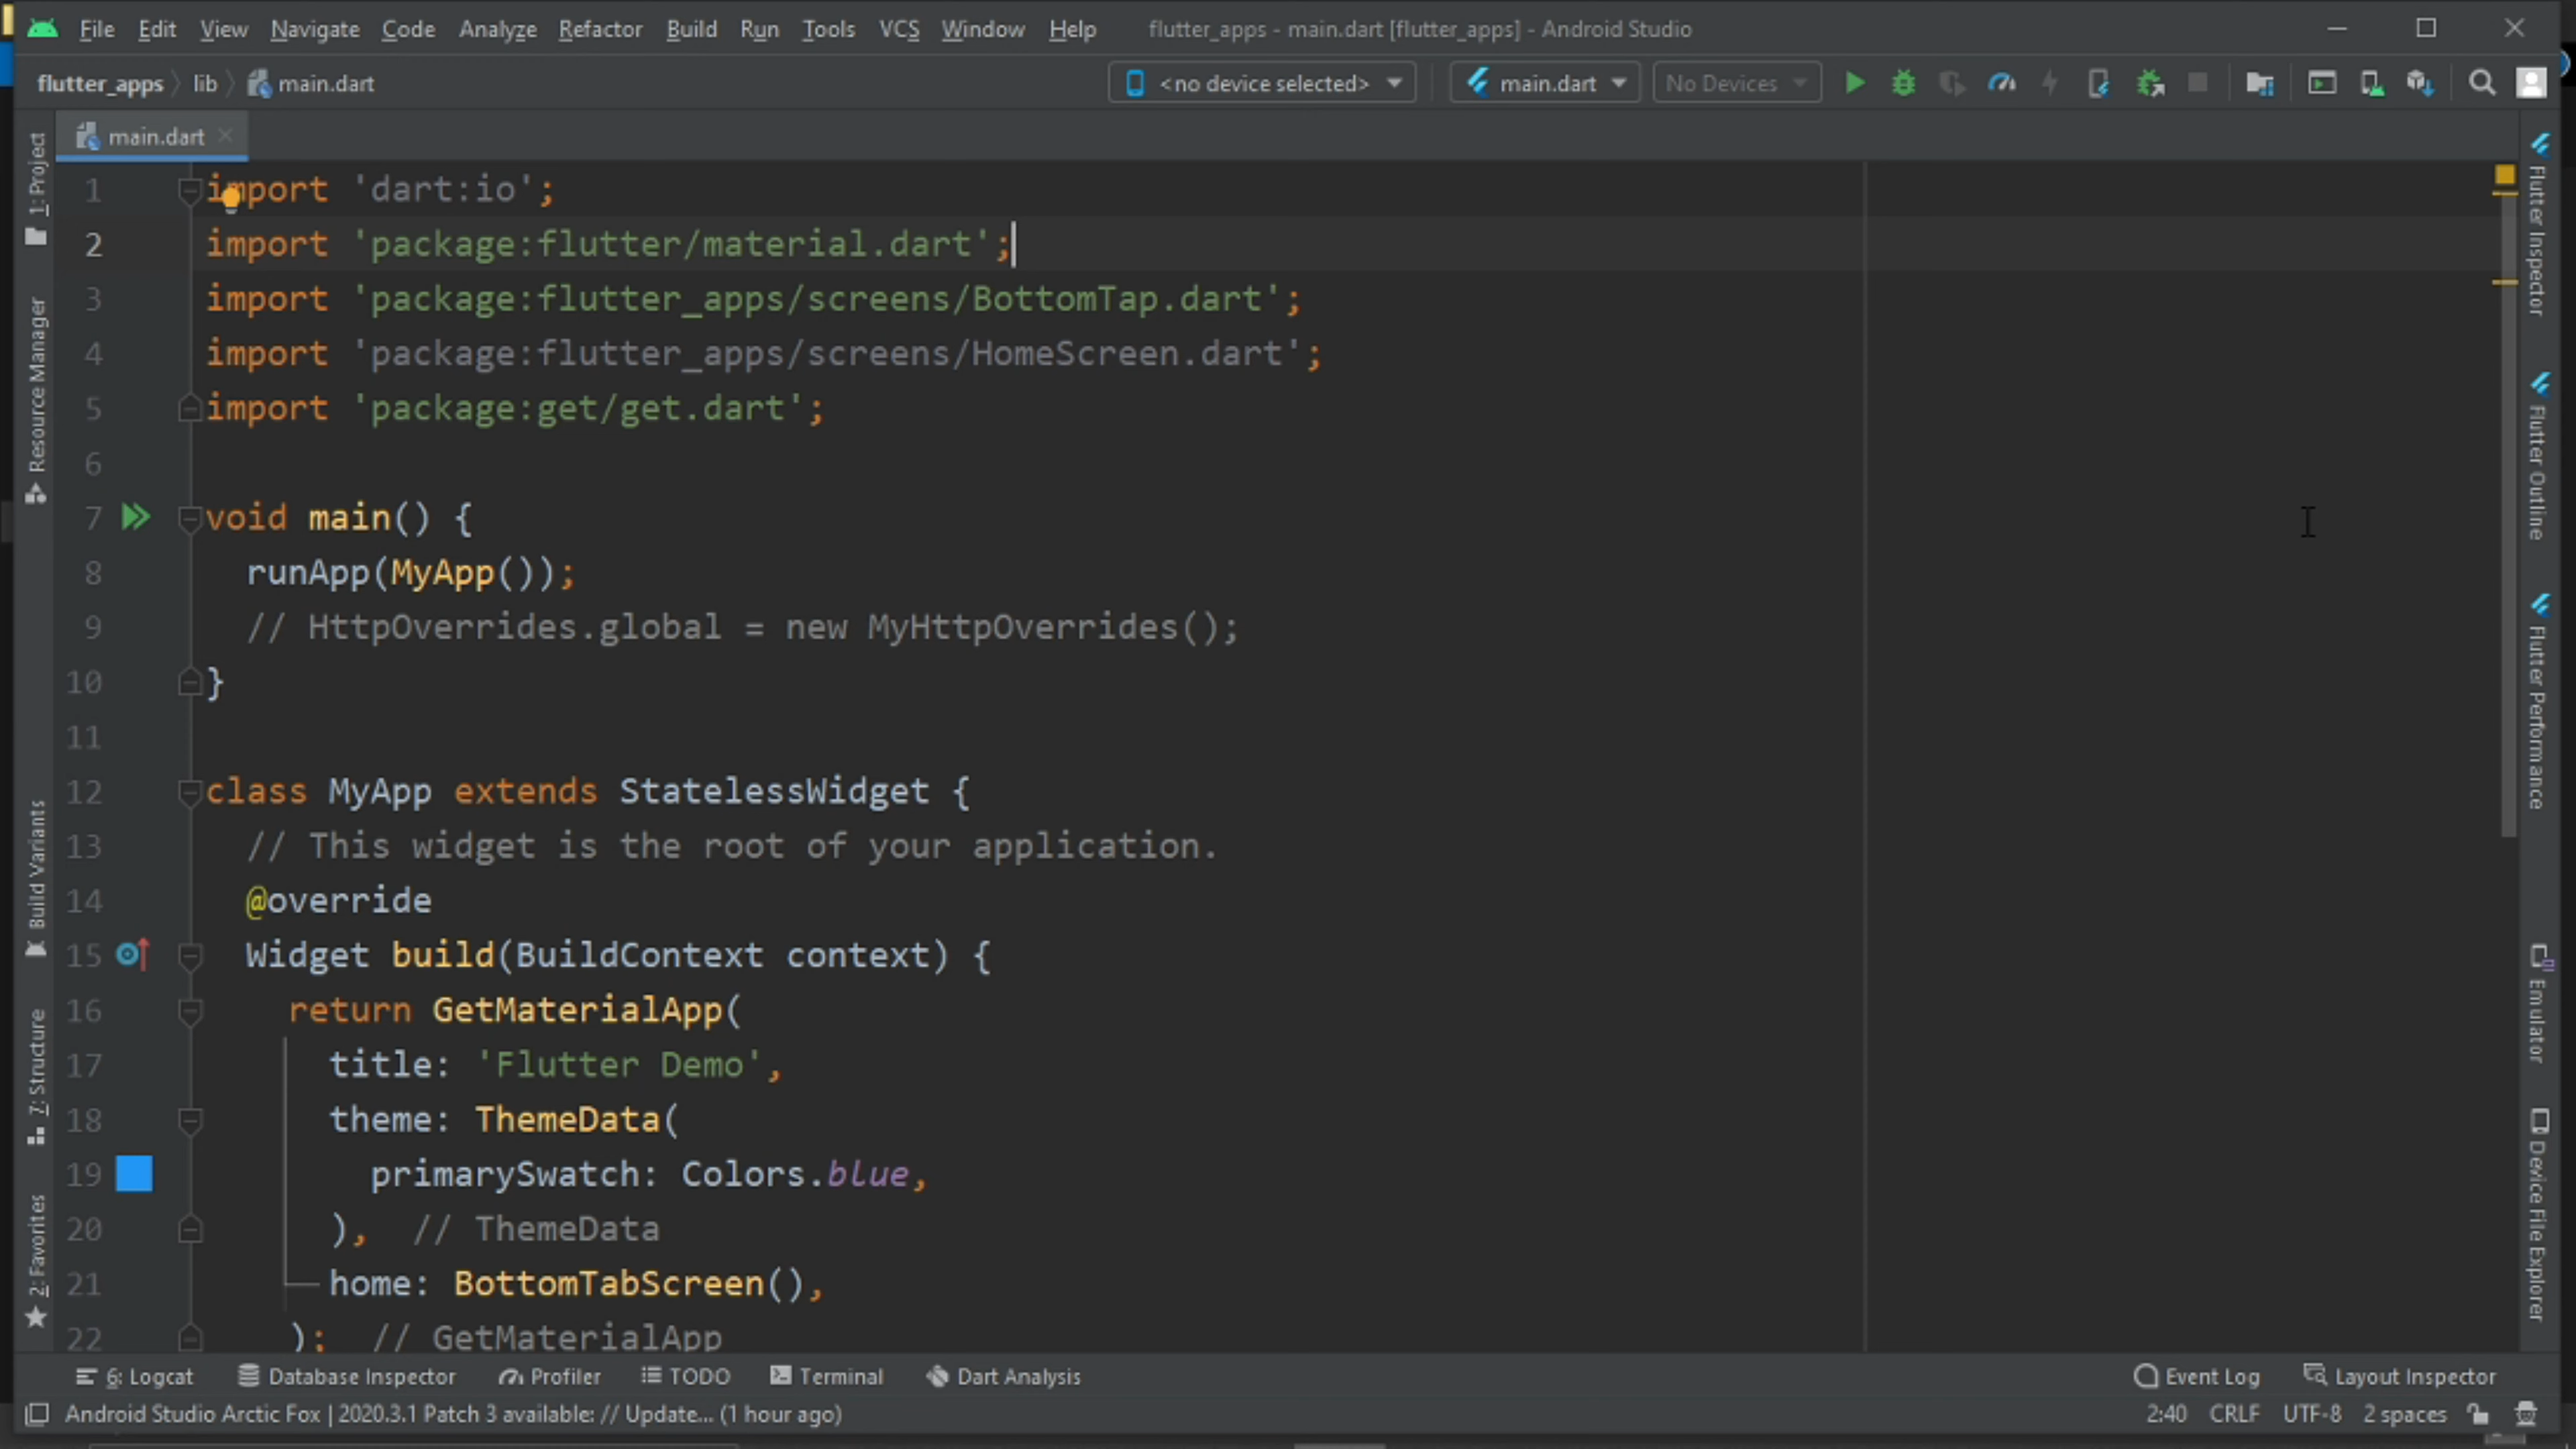 File Edit View Navigate Code Analyze Refactor Build Run Tools VCS Window Help flutter_apps - main.dart [flutter_apps] - Android Studio
flutter_apps lib main.dart <no device selected> main.dart No Devices
main.dart
1 import 'dart:io';
2 import 'package:flutter/material.dart';
3 import 'package:flutter_apps/screens/BottomTap.dart';
4 import 'package:flutter_apps/screens/HomeScreen.dart';
5 import 'package:get/get.dart';
6
7 void main() {
8 runApp(MyApp());
9 // HttpOverrides.global = new MyHttpOverrides();
10 }
11
12 class MyApp extends StatelessWidget {
13 // This widget is the root of your application.
14 @override
15 Widget build(BuildContext context) {
16 return GetMaterialApp(
17 title: 'Flutter Demo',
18 theme: ThemeData(
19 primarySwatch: Colors.blue,
20 ), // ThemeData
21 home: BottomTabScreen(),
22 ); // GetMaterialApp
1: Project
Resource Manager
Build Variants
7: Structure
2: Favorites
Flutter Inspector
Flutter Outline
Flutter Performance
Emulator
Device File Explorer
6: Logcat Database Inspector Profiler TODO Terminal Dart Analysis Event Log Layout Inspector
Android Studio Arctic Fox | 2020.3.1 Patch 3 available: // Update... (1 hour ago) 2:40 CRLF UTF-8 2 spaces